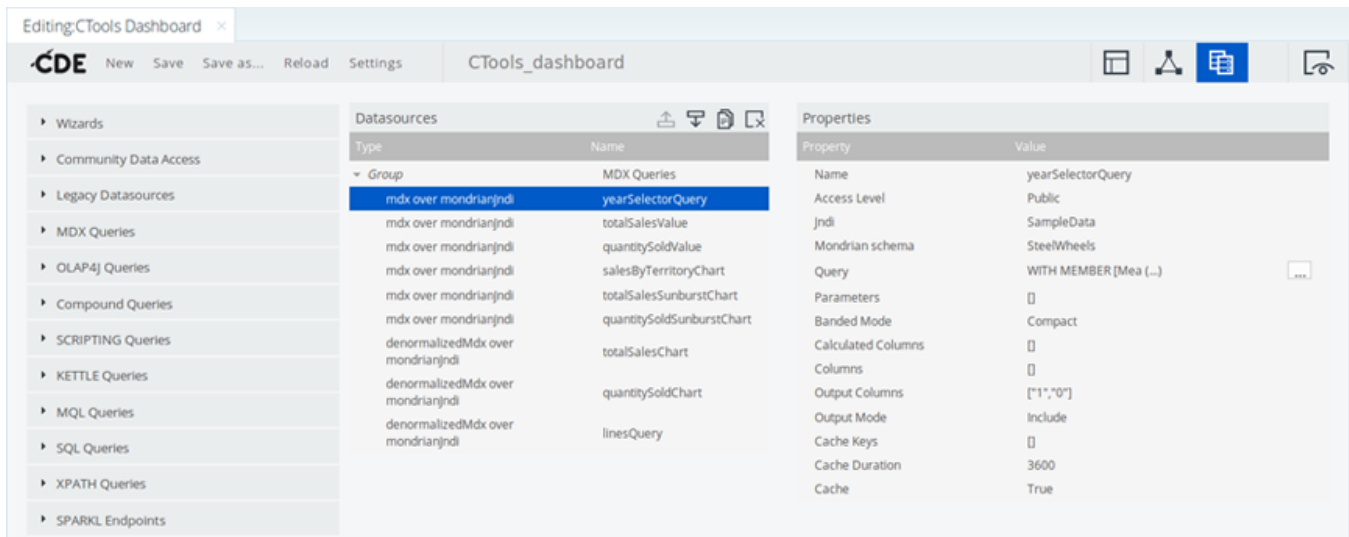 Editing:CTools Dashboard ×
CDE New Save Save as... Reload Settings CTools_dashboard
Wizards
Community Data Access
Legacy Datasources
MDX Queries
OLAP4J Queries
Compound Queries
SCRIPTING Queries
KETTLE Queries
MQL Queries
SQL Queries
XPATH Queries
SPARKL Endpoints
Datasources
Type Name
Group MDX Queries
mdx over mondrianJndi yearSelectorQuery
mdx over mondrianJndi totalSalesValue
mdx over mondrianJndi quantitySoldValue
mdx over mondrianJndi salesByTerritoryChart
mdx over mondrianJndi totalSalesSunburstChart
mdx over mondrianJndi quantitySoldSunburstChart
denormalizedMdx over
mondrianJndi totalSalesChart
denormalizedMdx over
mondrianJndi quantitySoldChart
denormalizedMdx over
mondrianJndi linesQuery
Properties
Property Value
Name yearSelectorQuery
Access Level Public
Jndi SampleData
Mondrian schema SteelWheels
Query WITH MEMBER [Mea (...) ...
Parameters []
Banded Mode Compact
Calculated Columns []
Columns []
Output Columns ["1","0"]
Output Mode Include
Cache Keys []
Cache Duration 3600
Cache True